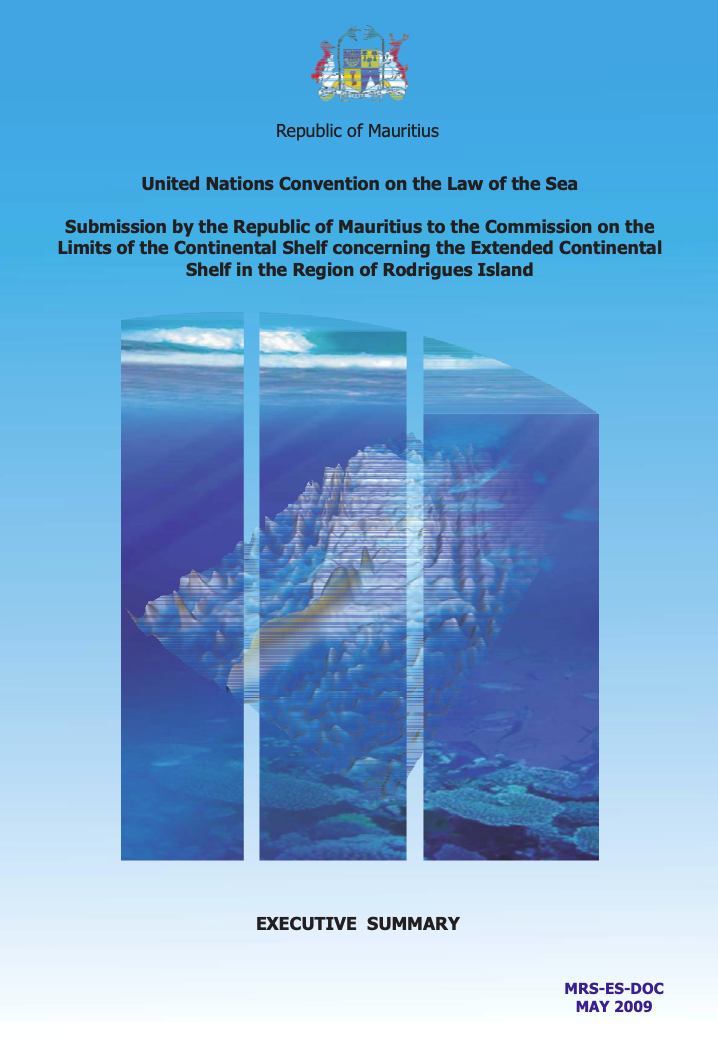 Republic of Mauritius
United Nations Convention on the Law of the Sea
Submission by the Republic of Mauritius to the Commission on the
Limits of the Continental Shelf concerning the Extended Continental
Shelf in the Region of Rodrigues Island
EXECUTIVE SUMMARY
MRS-ES-DOC
MAY 2009